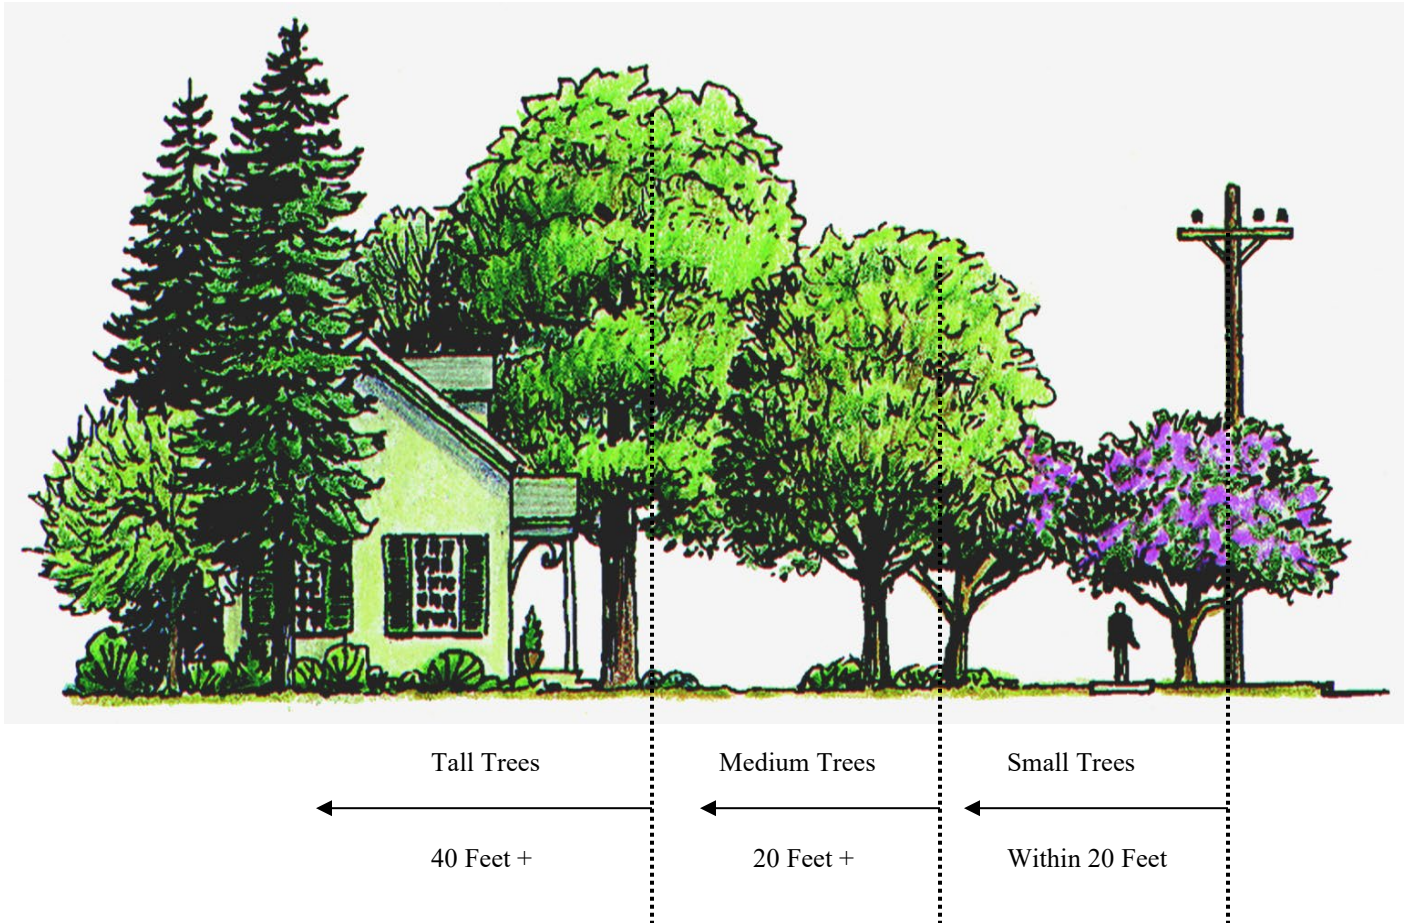 Tall Trees
Medium Trees
Small Trees
40 Feet +
20 Feet +
Within 20 Feet